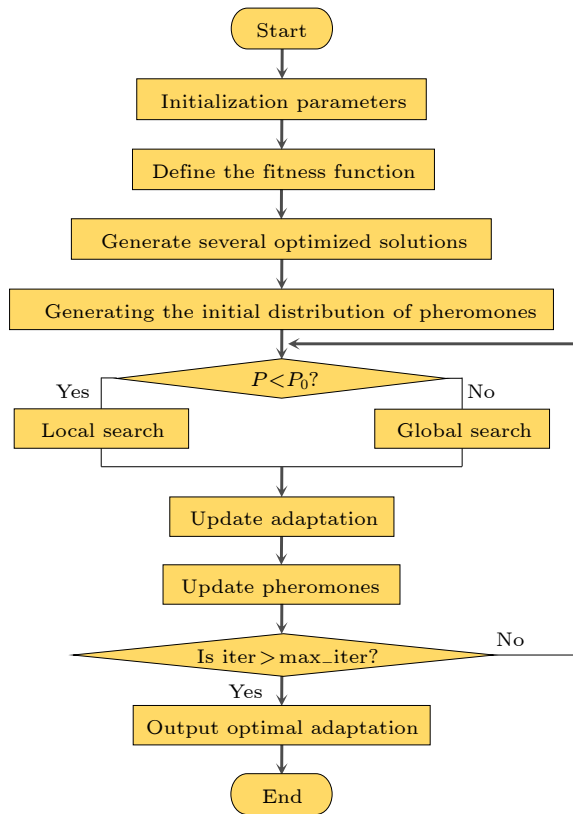 Start
Initialization parameters
Define the fitness function
Generate several optimized solutions
Generating the initial distribution of pheromones
P<P₀?
Yes
No
Local search
Global search
Update adaptation
Update pheromones
Is iter>max_iter?
No
Yes
Output optimal adaptation
End